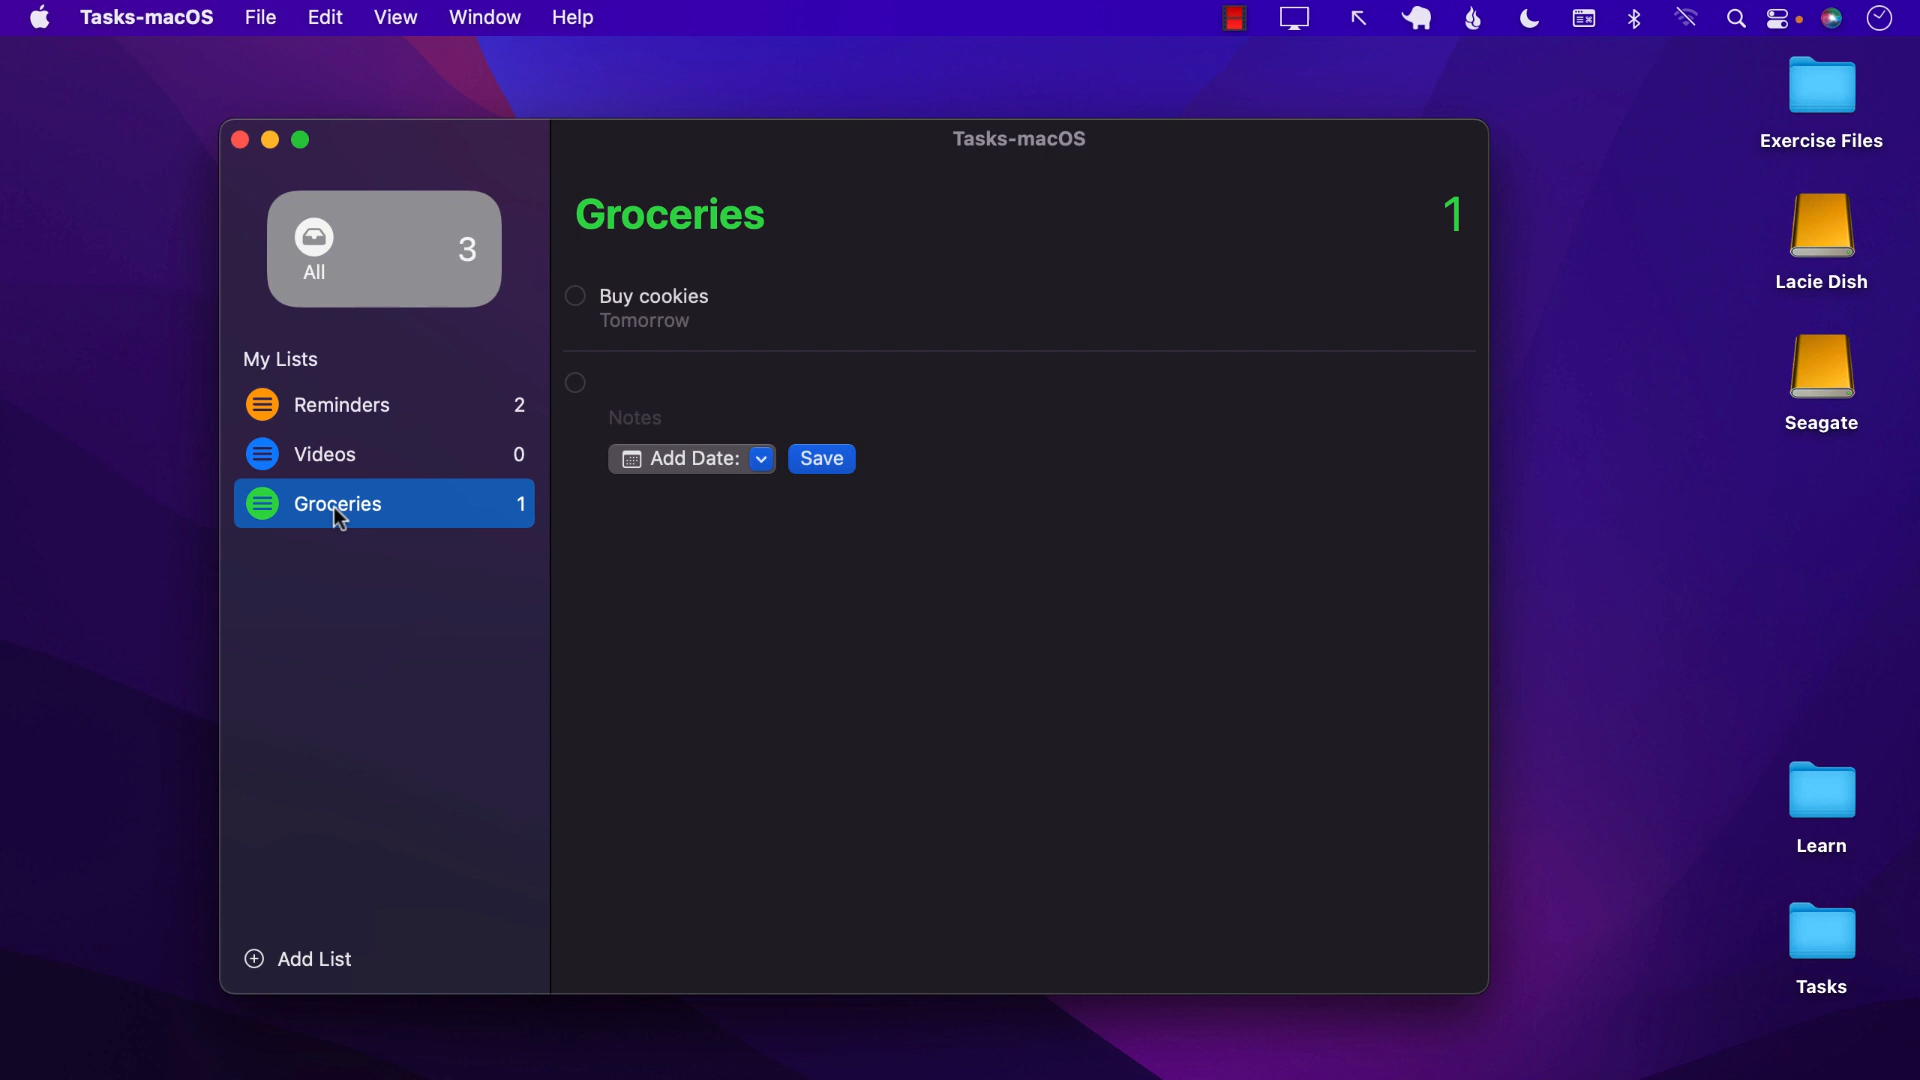 Tasks-macOS File Edit View Window Help
Exercise Files
Lacie Dish
Seagate
Learn
Tasks
Tasks-macOS
All
3
My Lists
Reminders 2
Videos 0
Groceries 1
Add List
Groceries 1
Buy cookies
Tomorrow
Notes
Add Date: Save